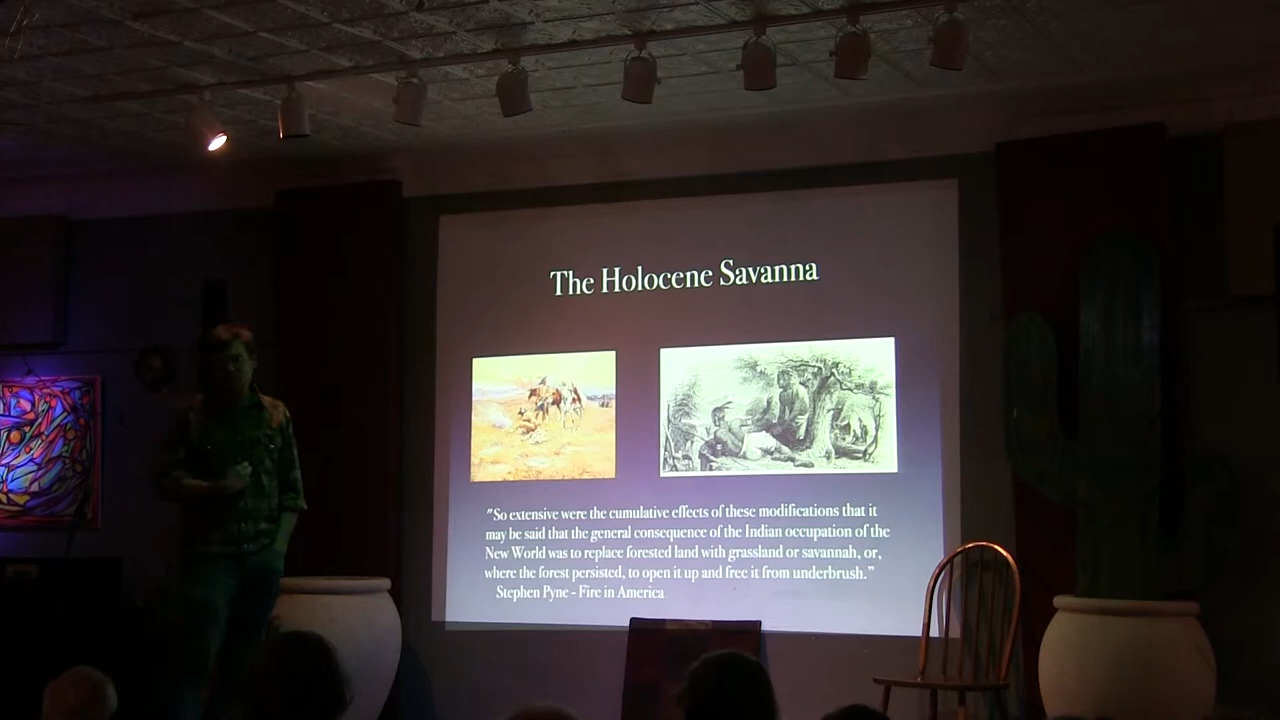 The Holocene Savanna
"So extensive were the cumulative effects of these modifications that it
may be said that the general consequence of the Indian occupation of the
New World was to replace forested land with grassland or savannah, or,
where the forest persisted, to open it up and free it from underbrush."
Stephen Pyne - Fire in America